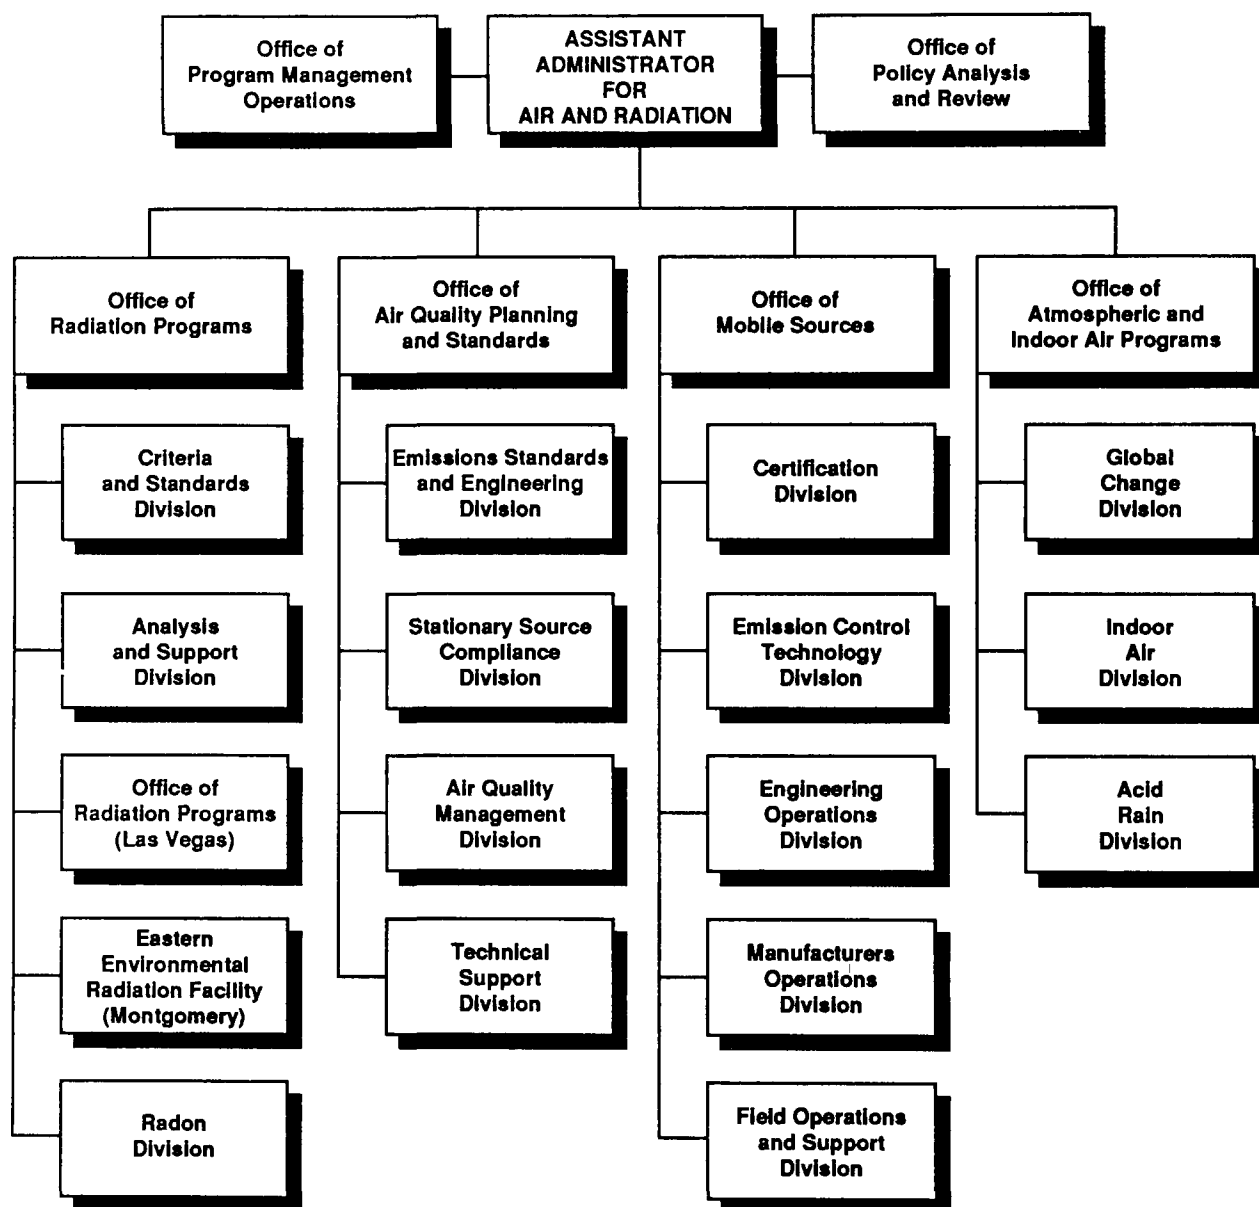 Office of
Program Management
Operations
ASSISTANT
ADMINISTRATOR
FOR
AIR AND RADIATION
Office of
Policy Analysis
and Review
Office of
Radiation Programs
Office of
Air Quality Planning
and Standards
Office of
Mobile Sources
Office of
Atmospheric and
Indoor Air Programs
Criteria
and Standards
Division
Analysis
and Support
Division
Office of
Radiation Programs
(Las Vegas)
Eastern
Environmental
Radiation Facility
(Montgomery)
Radon
Division
Emissions Standards
and Engineering
Division
Stationary Source
Compliance
Division
Air Quality
Management
Division
Technical
Support
Division
Certification
Division
Emission Control
Technology
Division
Engineering
Operations
Division
Manufacturers
Operations
Division
Field Operations
and Support
Division
Global
Change
Division
Indoor
Air
Division
Acid
Rain
Division